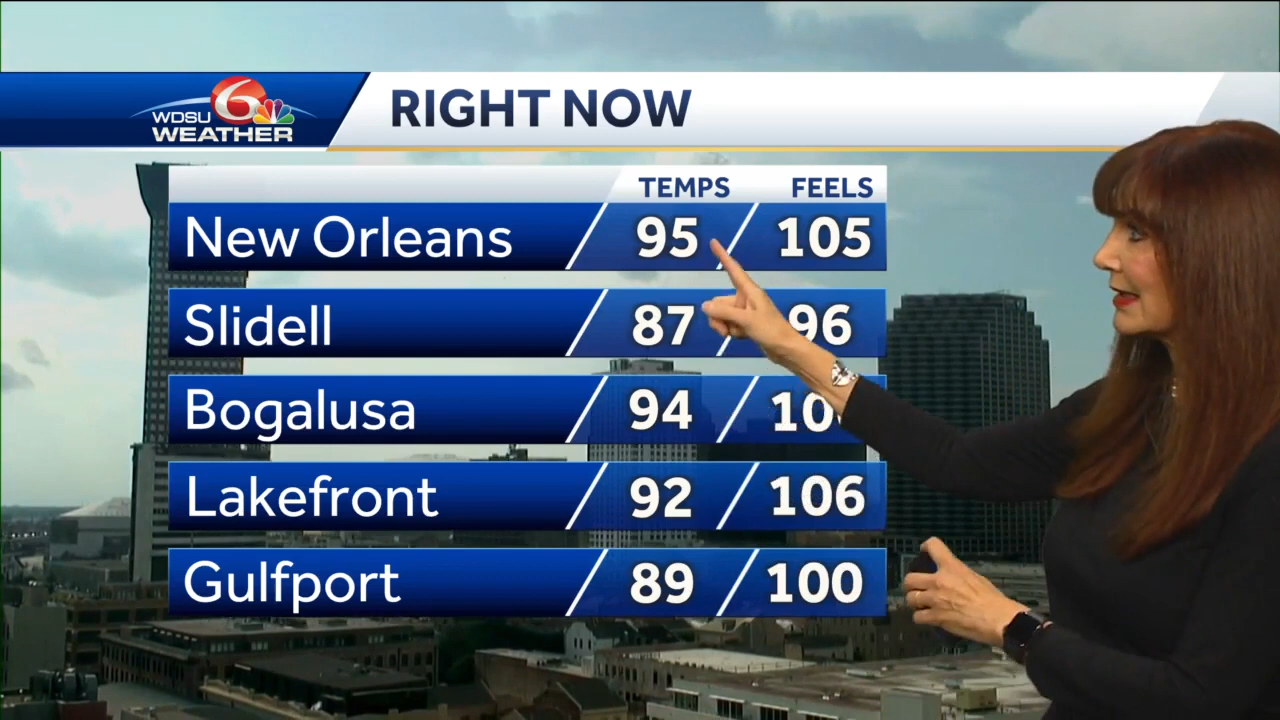 WDSU 6
WEATHER
RIGHT NOW
TEMPS FEELS
New Orleans 95 105
Slidell 87 96
Bogalusa 94
Lakefront 92 106
Gulfport 89 100